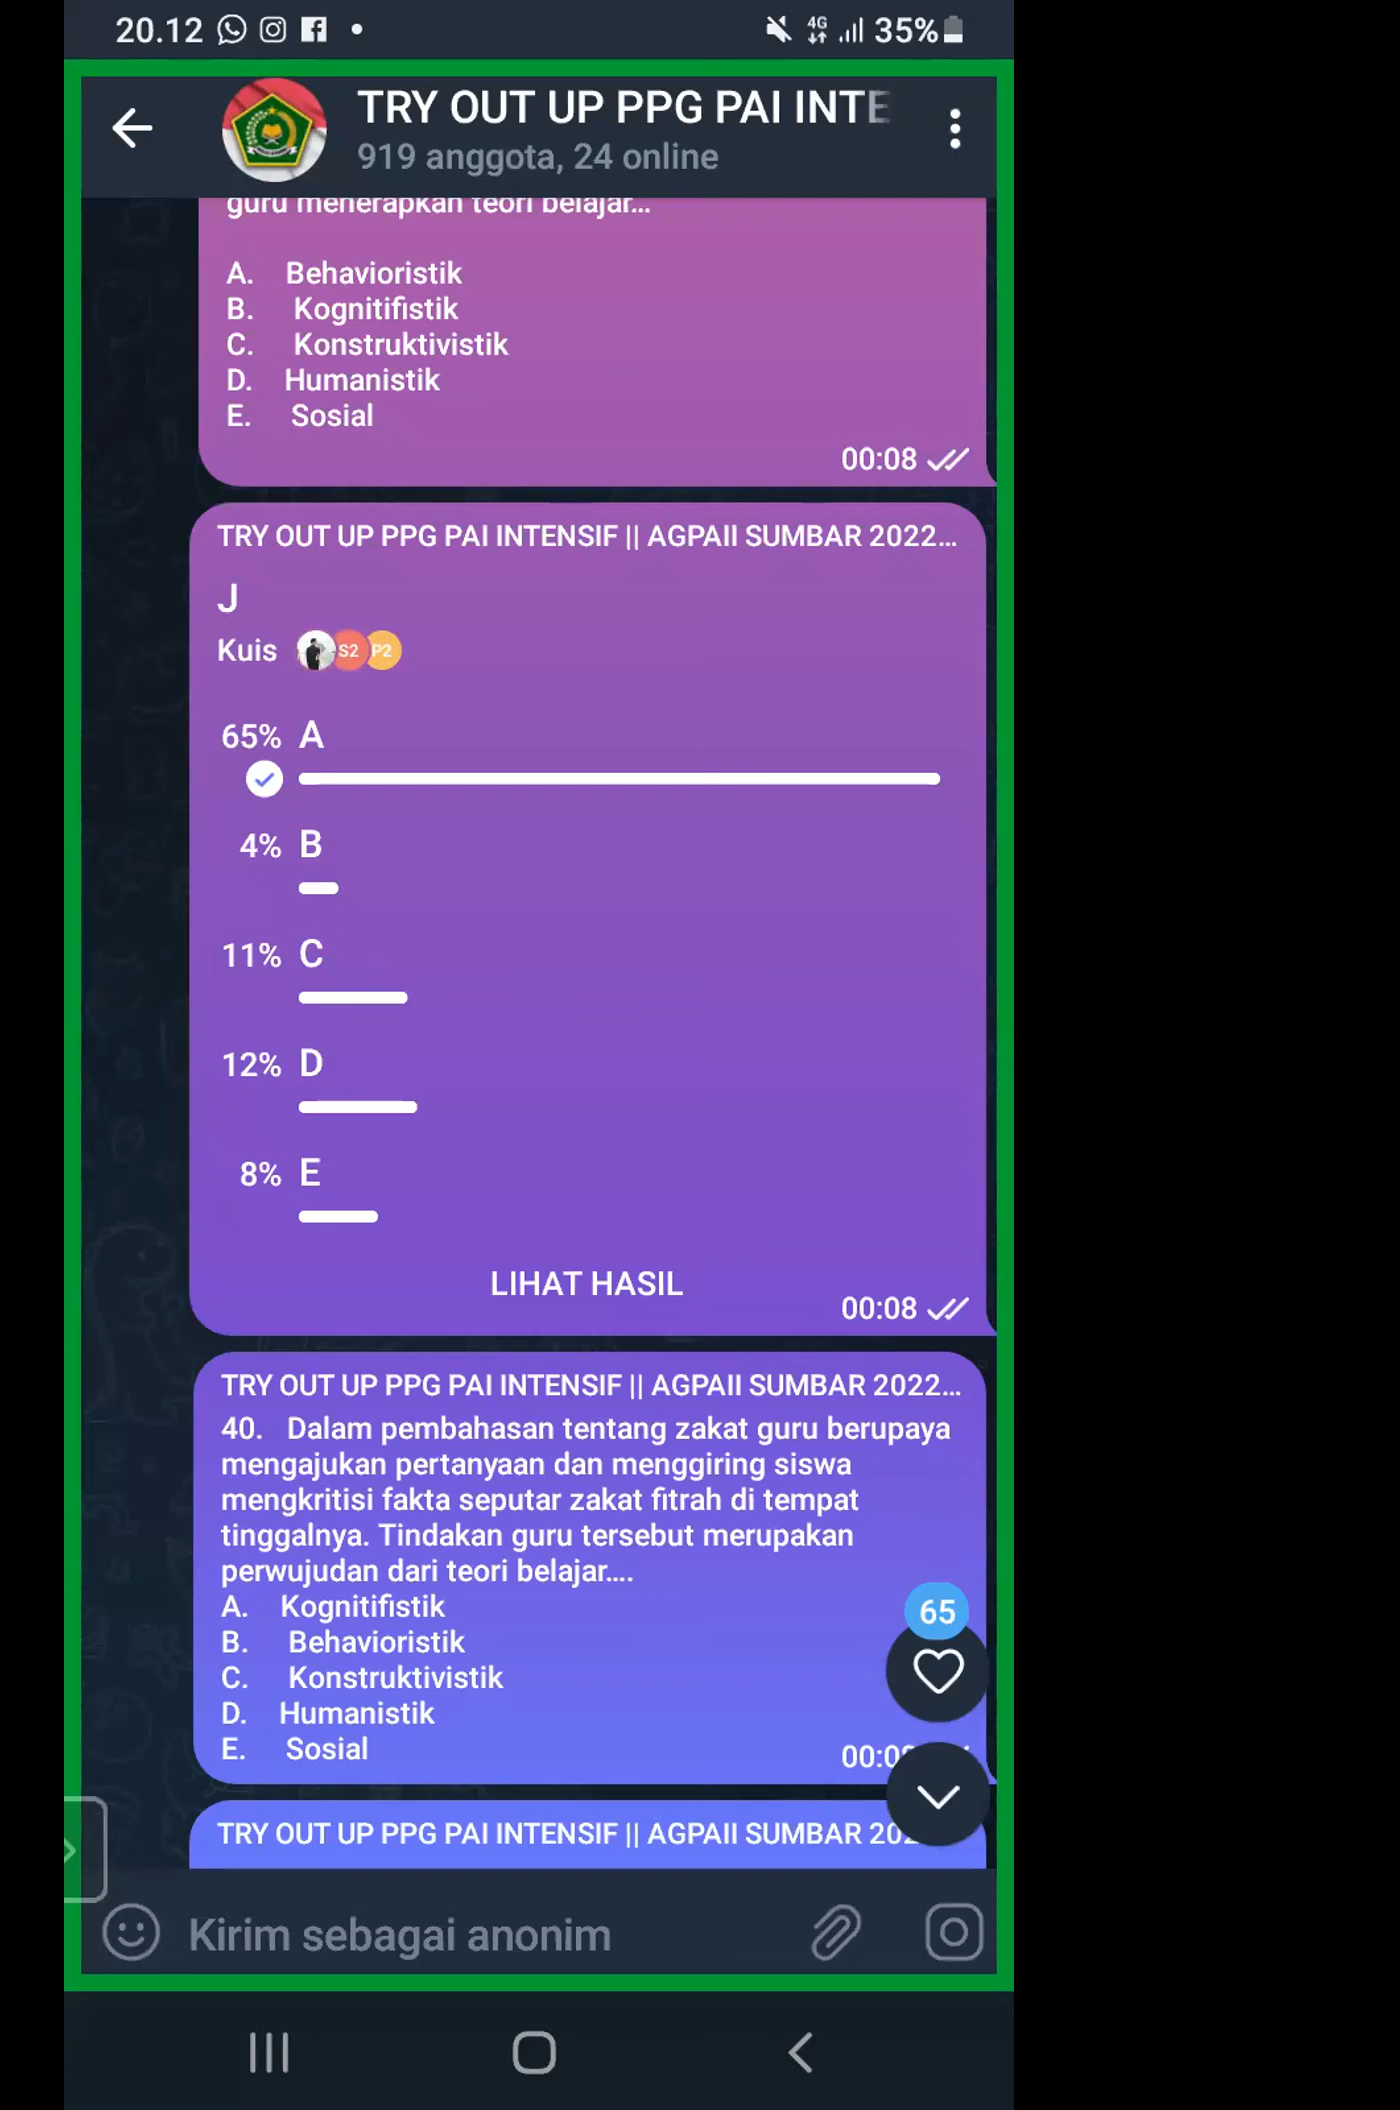 20.12
4G
35%
TRY OUT UP PPG PAI INTE
919 anggota, 24 online
guru menerapkan teori belajar...
A. Behavioristik
B. Kognitifistik
C. Konstruktivistik
D. Humanistik
E. Sosial
00:08
TRY OUT UP PPG PAI INTENSIF || AGPAII SUMBAR 2022...
J
Kuis S2 P2
65% A
4% B
11% C
12% D
8% E
LIHAT HASIL
00:08
TRY OUT UP PPG PAI INTENSIF || AGPAII SUMBAR 2022...
40. Dalam pembahasan tentang zakat guru berupaya
mengajukan pertanyaan dan menggiring siswa
mengkritisi fakta seputar zakat fitrah di tempat
tinggalnya. Tindakan guru tersebut merupakan
perwujudan dari teori belajar....
A. Kognitifistik
B. Behavioristik
C. Konstruktivistik
D. Humanistik
E. Sosial
65
TRY OUT UP PPG PAI INTENSIF || AGPAII SUMBAR
Kirim sebagai anonim